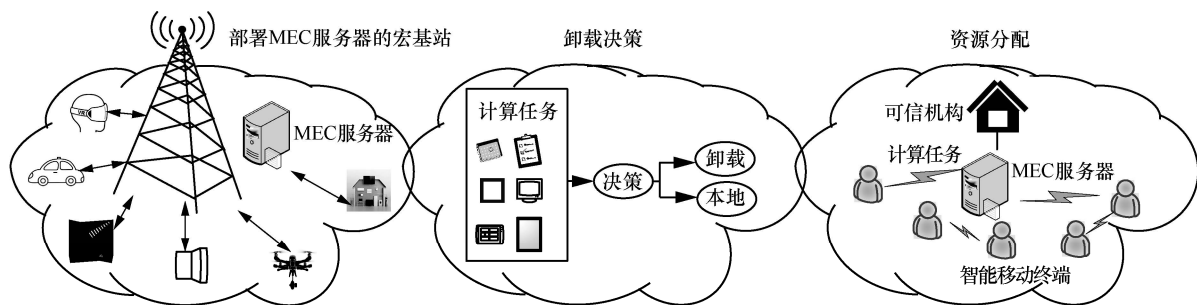 部署MEC服务器的宏基站
MEC服务器
卸载决策
计算任务
决策
卸载
本地
资源分配
可信机构
计算任务
MEC服务器
智能移动终端